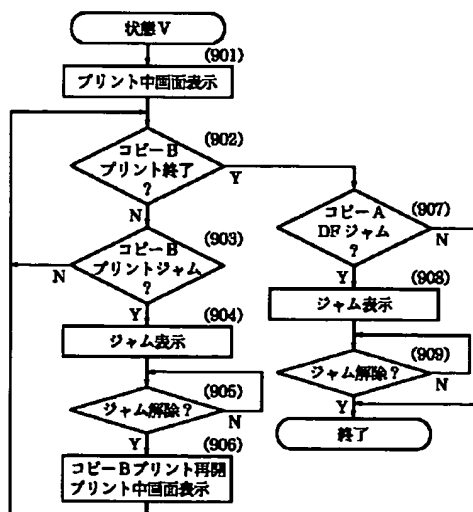 状態V
(901)
プリント中画面表示
(902)
コピーB
プリント終了
?
Y
N
(903)
コピーB
プリントジャム
?
N
Y
(904)
ジャム表示
(905)
ジャム解除?
N
Y
(906)
コピーBプリント再開
プリント中画面表示
(907)
コピーA
DFジャム
?
N
Y
(908)
ジャム表示
(909)
ジャム解除?
N
Y
終了